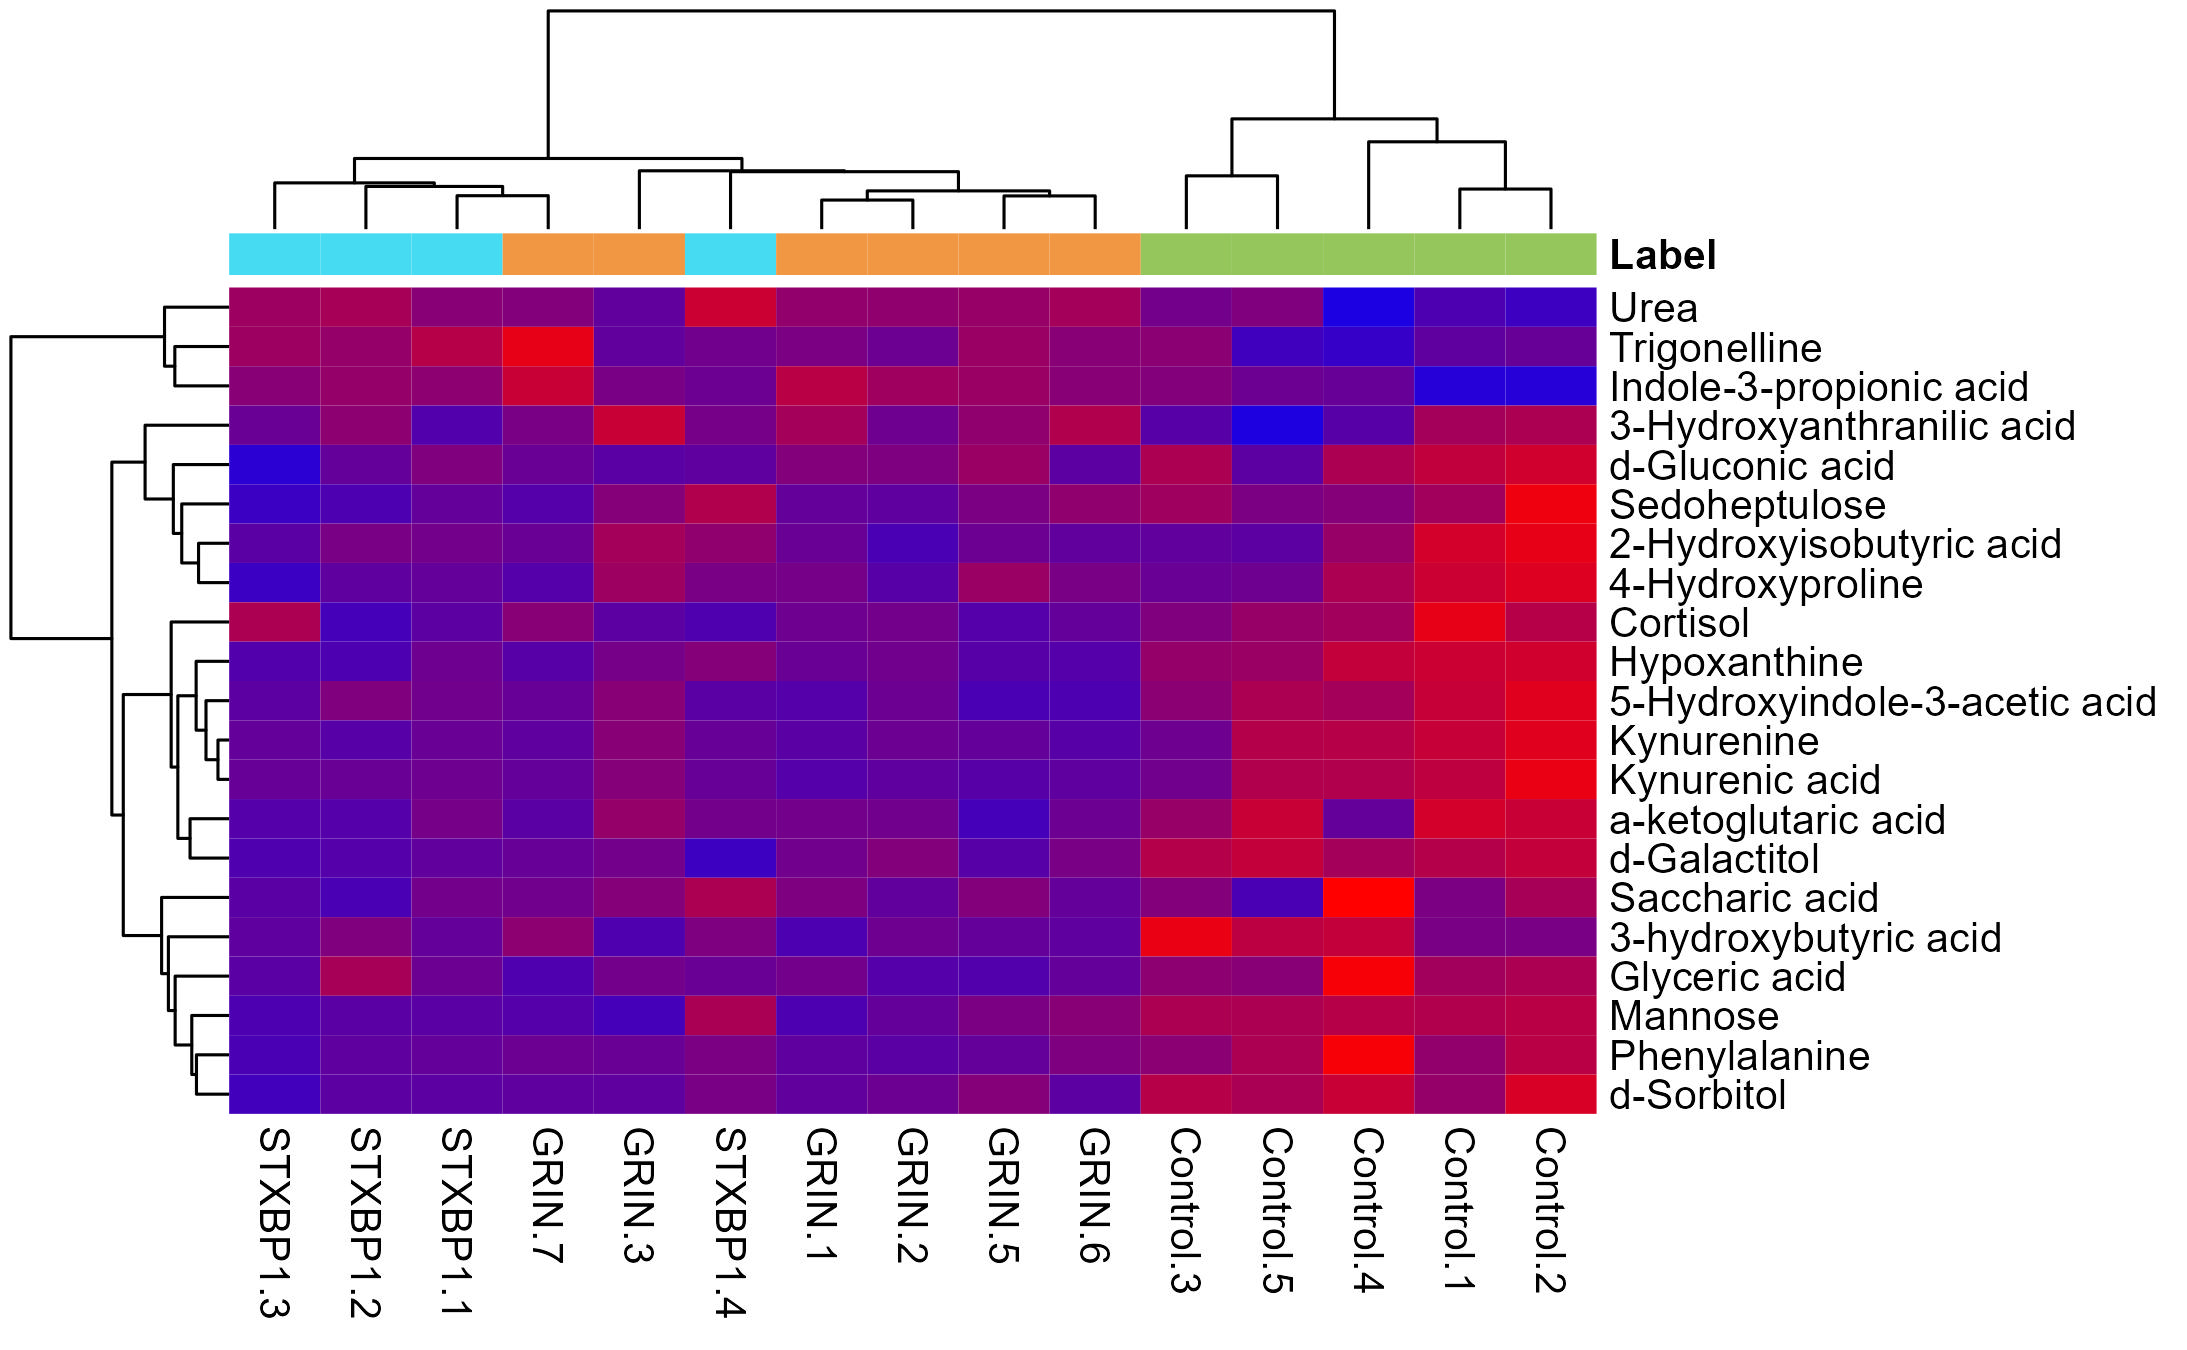 Label
Urea
Trigonelline
Indole-3-propionic acid
3-Hydroxyanthranilic acid
d-Gluconic acid
Sedoheptulose
2-Hydroxyisobutyric acid
4-Hydroxyproline
Cortisol
Hypoxanthine
5-Hydroxyindole-3-acetic acid
Kynurenine
Kynurenic acid
a-ketoglutaric acid
d-Galactitol
Saccharic acid
3-hydroxybutyric acid
Glyceric acid
Mannose
Phenylalanine
d-Sorbitol
STXBP1.3
STXBP1.2
STXBP1.1
GRIN.7
GRIN.3
STXBP1.4
GRIN.1
GRIN.2
GRIN.5
GRIN.6
Control.3
Control.5
Control.4
Control.1
Control.2